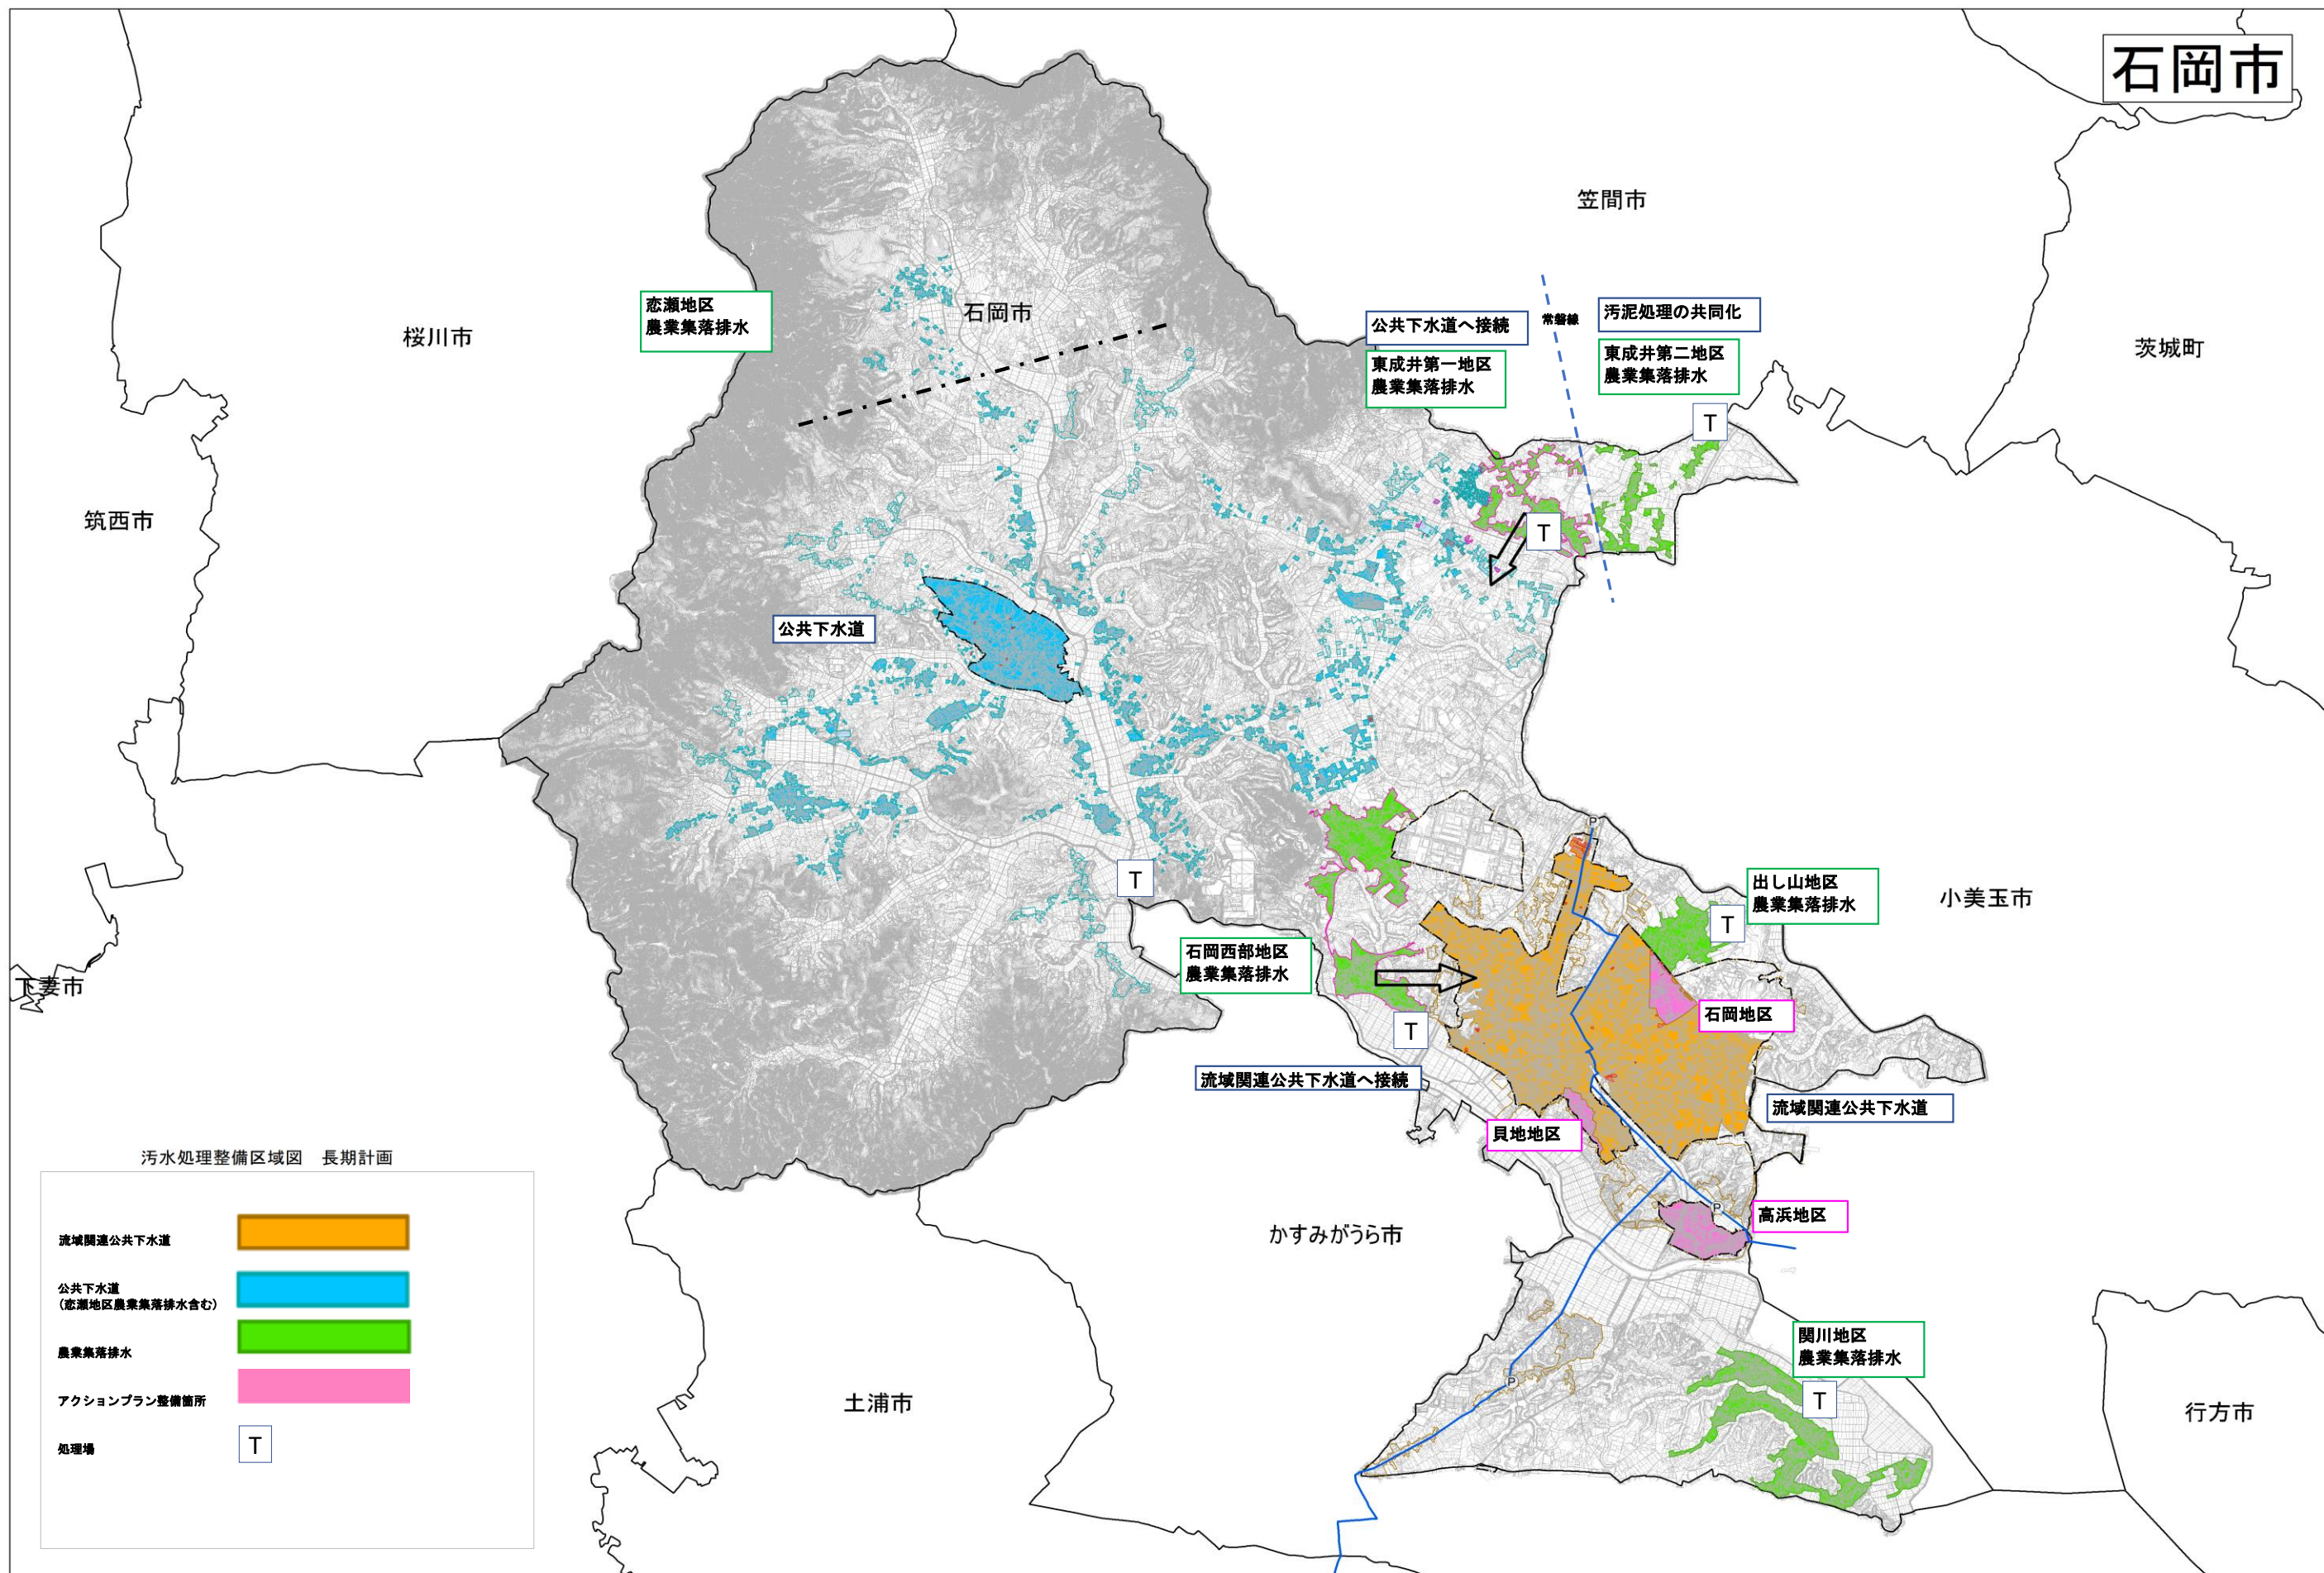 石岡市
笠間市
恋瀬地区
農業集落排水
石岡市
桜川市
公共下水道へ接続
常磐線
汚泥処理の共同化
東成井第一地区
農業集落排水
東成井第二地区
農業集落排水
茨城町
T
筑西市
T
公共下水道
P
T
出し山地区
農業集落排水
小美玉市
T
石岡西部地区
農業集落排水
下妻市
石岡地区
T
流域関連公共下水道へ接続
流域関連公共下水道
貝地地区
P
高浜地区
かすみがうら市
関川地区
農業集落排水
P
T
土浦市
行方市
汚水処理整備区域図 長期計画
流域関連公共下水道
公共下水道
(恋瀬地区農業集落排水含む)
農業集落排水
アクションプラン整備箇所
処理場
T